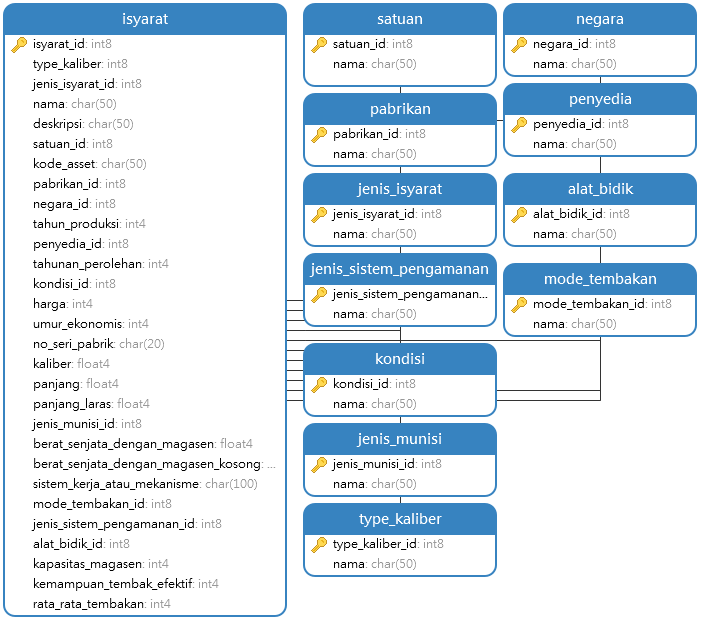 isyarat
isyarat_id: int8
type_kaliber: int8
jenis_isyarat_id: int8
nama: char(50)
deskripsi: char(50)
satuan_id: int8
kode_asset: char(50)
pabrikan_id: int8
negara_id: int8
tahun_produksi: int4
penyedia_id: int8
tahunan_perolehan: int4
kondisi_id: int8
harga: int4
umur_ekonomis: int4
no_seri_pabrik: char(20)
kaliber: float4
panjang: float4
panjang_laras: float4
jenis_munisi_id: int8
berat_senjata_dengan_magasen: float4
berat_senjata_dengan_magasen_kosong: ...
sistem_kerja_atau_mekanisme: char(100)
mode_tembakan_id: int8
jenis_sistem_pengamanan_id: int8
alat_bidik_id: int8
kapasitas_magasen: int4
kemampuan_tembak_efektif: int4
rata_rata_tembakan: int4
satuan
satuan_id: int8
nama: char(50)
pabrikan
pabrikan_id: int8
nama: char(50)
jenis_isyarat
jenis_isyarat_id: int8
nama: char(50)
jenis_sistem_pengamanan
jenis_sistem_pengamanan...
nama: char(50)
kondisi
kondisi_id: int8
nama: char(50)
jenis_munisi
jenis_munisi_id: int8
nama: char(50)
type_kaliber
type_kaliber_id: int8
nama: char(50)
negara
negara_id: int8
nama: char(50)
penyedia
penyedia_id: int8
nama: char(50)
alat_bidik
alat_bidik_id: int8
nama: char(50)
mode_tembakan
mode_tembakan_id: int8
nama: char(50)